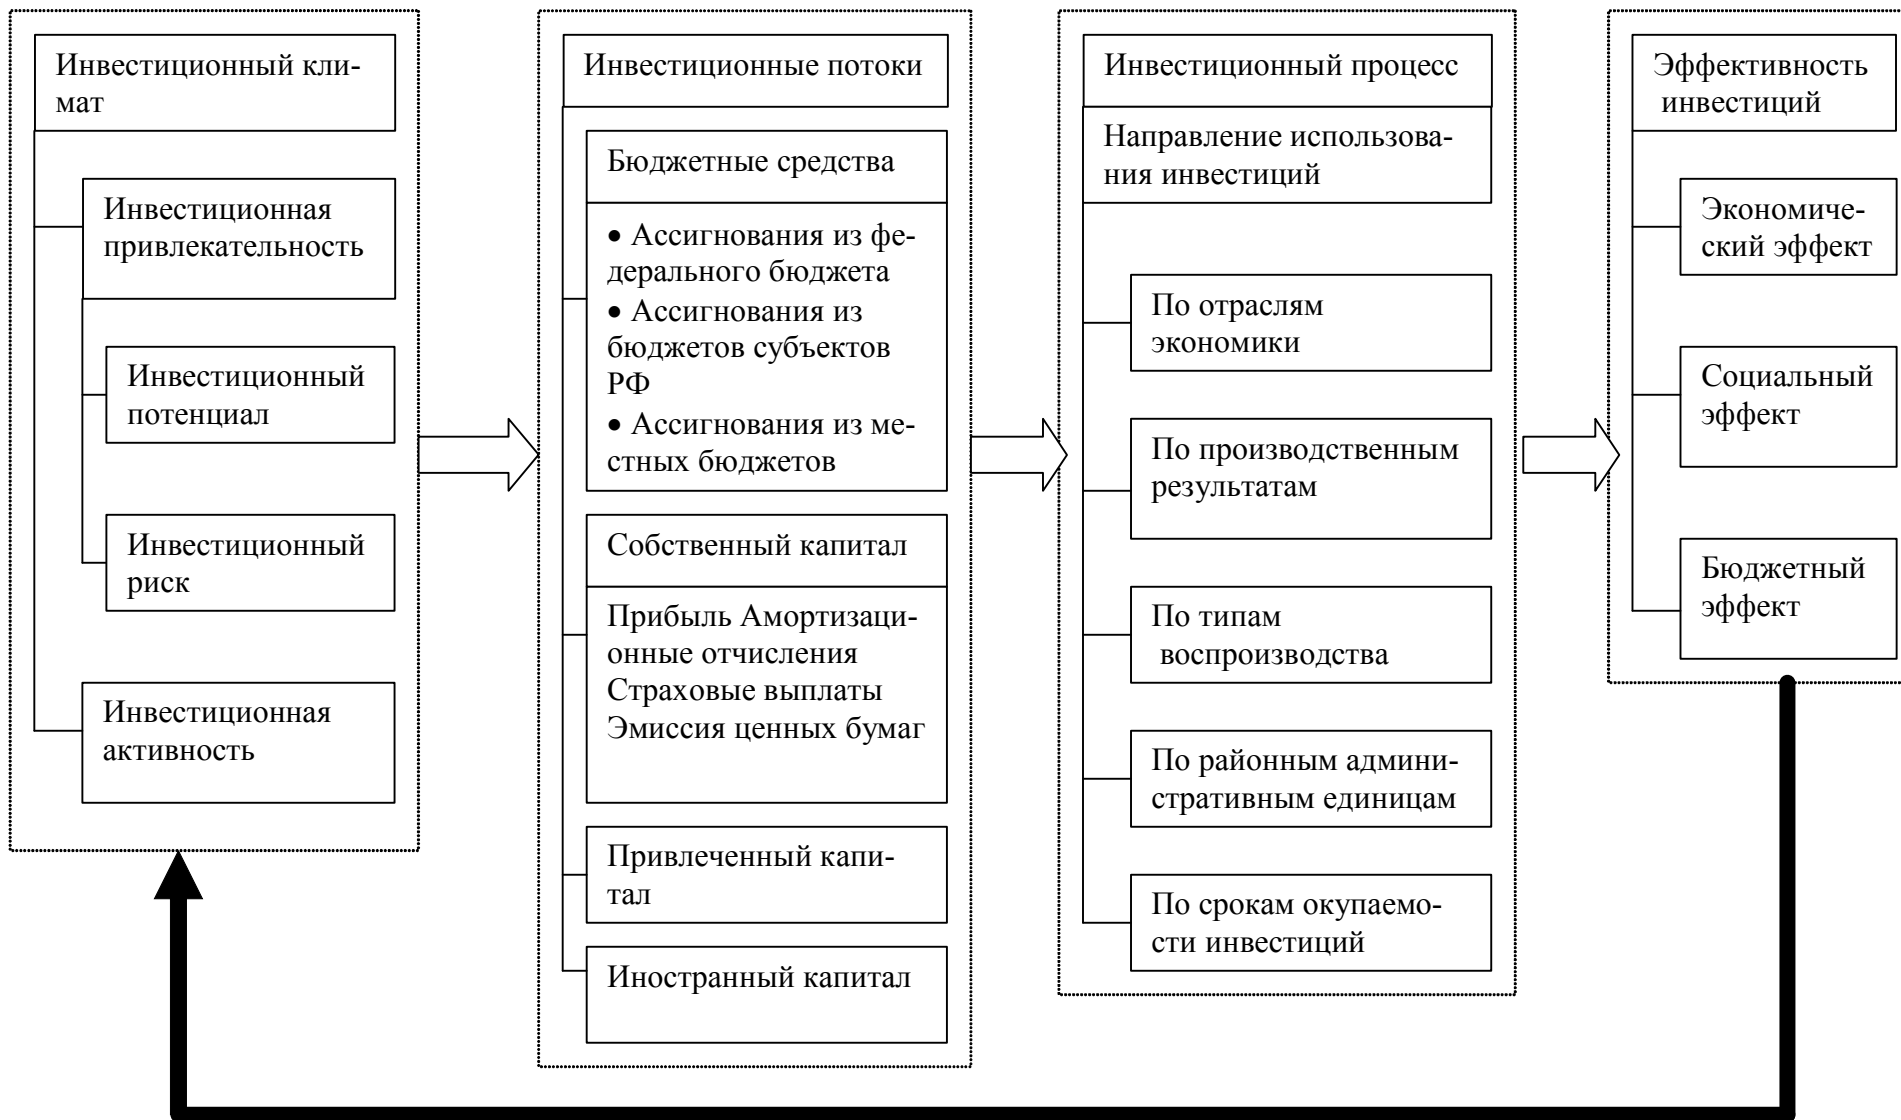 Инвестиционный кли-
мат
Инвестиционная
привлекательность
Инвестиционный
потенциал
Инвестиционный
риск
Инвестиционная
активность
Инвестиционные потоки
Бюджетные средства
• Ассигнования из фе-
дерального бюджета
• Ассигнования из
бюджетов субъектов
РФ
• Ассигнования из ме-
стных бюджетов
Собственный капитал
Прибыль Амортизаци-
онные отчисления
Страховые выплаты
Эмиссия ценных бумаг
Привлеченный капи-
тал
Иностранный капитал
Инвестиционный процесс
Направление использова-
ния инвестиций
По отраслям
экономики
По производственным
результатам
По типам
воспроизводства
По районным админи-
стративным единицам
По срокам окупаемо-
сти инвестиций
Эффективность
инвестиций
Экономиче-
ский эффект
Социальный
эффект
Бюджетный
эффект